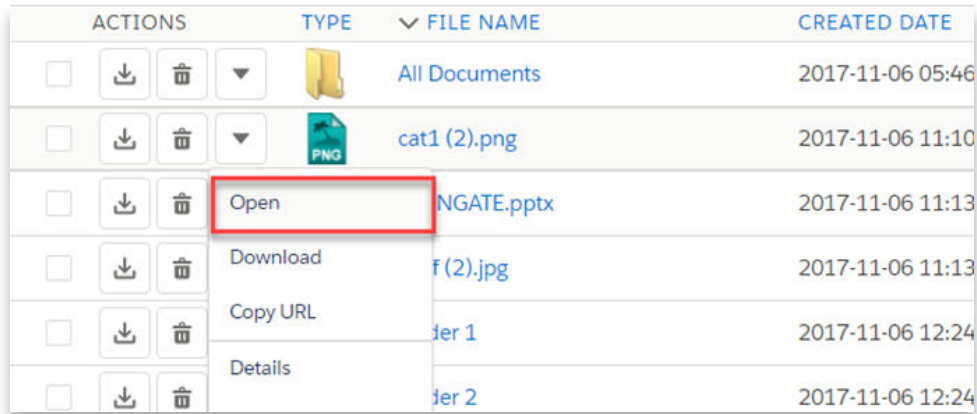 ACTIONS TYPE FILE NAME CREATED DATE
All Documents 2017-11-06 05:46
PNG cat1 (2).png 2017-11-06 11:10
Open NGATE.pptx 2017-11-06 11:13
Download f (2).jpg 2017-11-06 11:13
Copy URL der 1 2017-11-06 12:24
Details der 2 2017-11-06 12:24